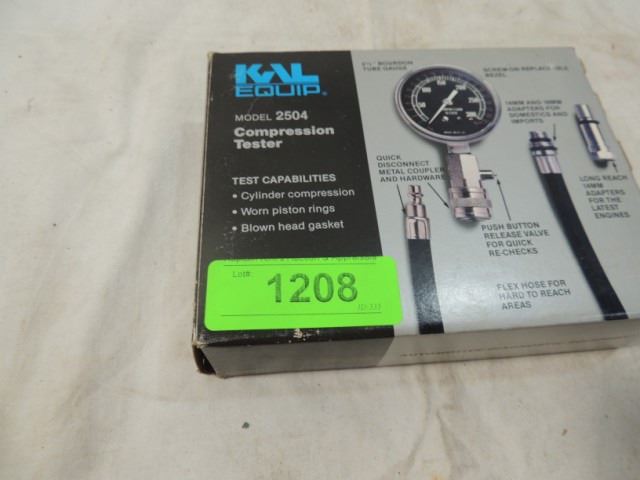 KAL
EQUIP®
MODEL 2504
Compression
Tester
TEST CAPABILITIES
• Cylinder compression
• Worn piston rings
• Blown head gasket
2½" BOURDON
TUBE GAUGE
SCREW-ON REPLACEABLE
BEZEL
14MM AND 18MM
ADAPTERS FOR
DOMESTICS AND
IMPORTS
QUICK
DISCONNECT
METAL COUPLER
AND HARDWARE
LONG REACH
14MM
ADAPTERS
FOR THE
LATEST
ENGINES
PUSH BUTTON
RELEASE VALVE
FOR QUICK
RE-CHECKS
FLEX HOSE FOR
HARD TO REACH
AREAS
Lot#:
1208
ID:333